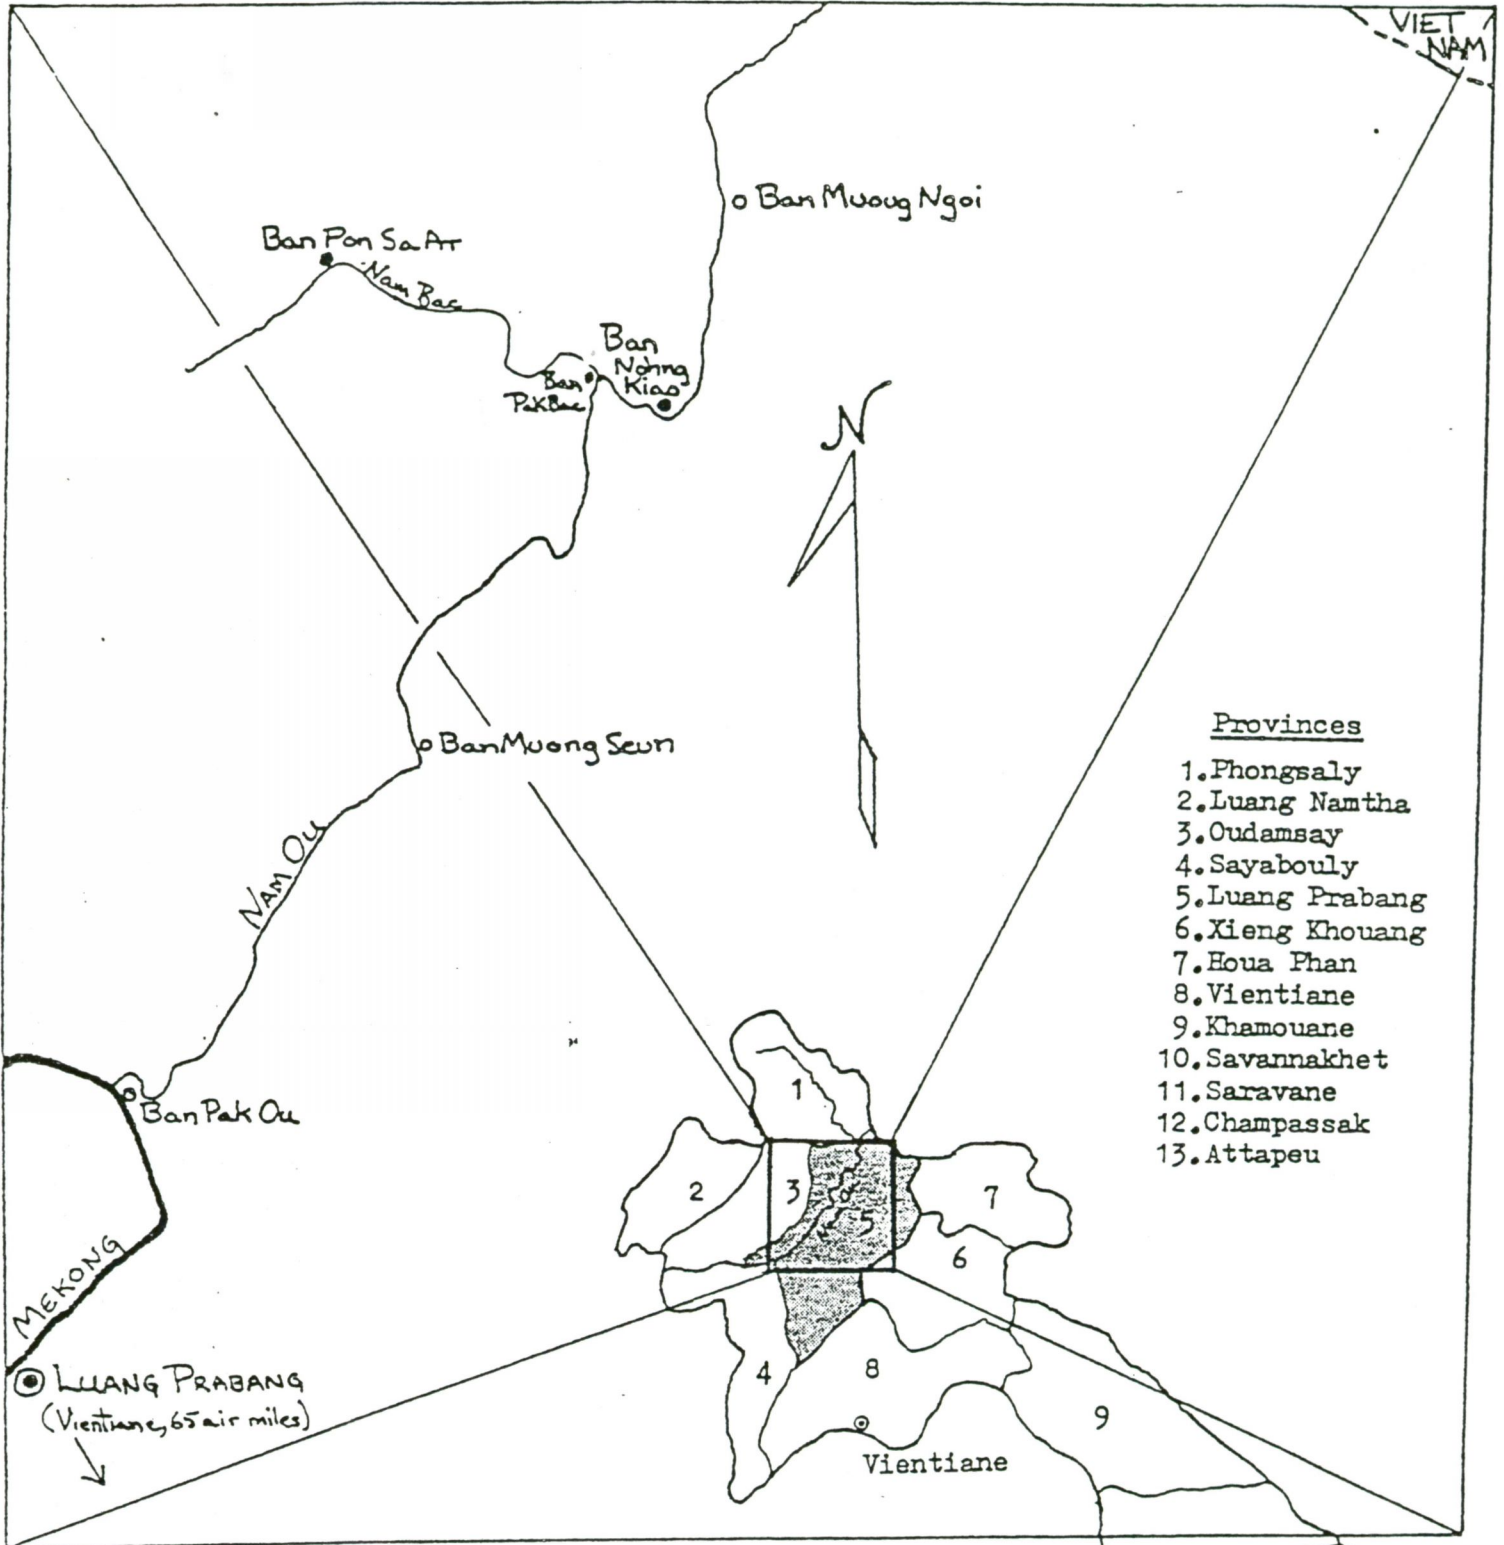 VIET
NAM
Ban Muoug Ngoi
Ban Pon Sa Ar
Nam Bac
Ban
Nohng
Kiao
Ban
Pak Bac
N
Ban Muong Seun
NAM OU
Ban Pak Ou
MEKONG
LUANG PRABANG
(Vientiane, 65 air miles)
Provinces
1. Phongsaly
2. Luang Namtha
3. Oudamsay
4. Sayabouly
5. Luang Prabang
6. Xieng Khouang
7. Houa Phan
8. Vientiane
9. Khamouane
10. Savannakhet
11. Saravane
12. Champassak
13. Attapeu
1
2
3
5
7
6
4
8
9
Vientiane